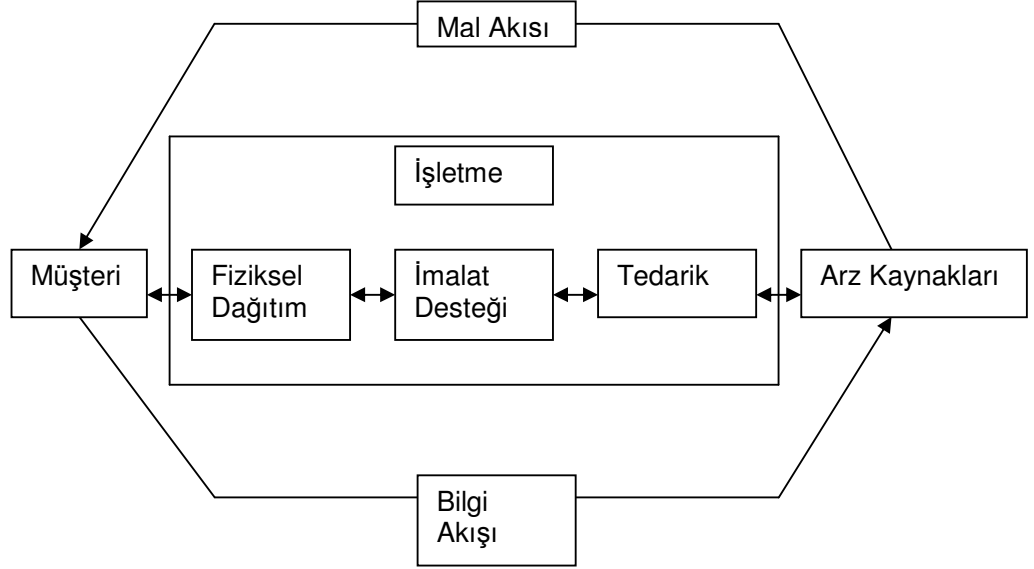 Mal Akısı
İşletme
Müşteri
Fiziksel
Dağıtım
İmalat
Desteği
Tedarik
Arz Kaynakları
Bilgi
Akışı